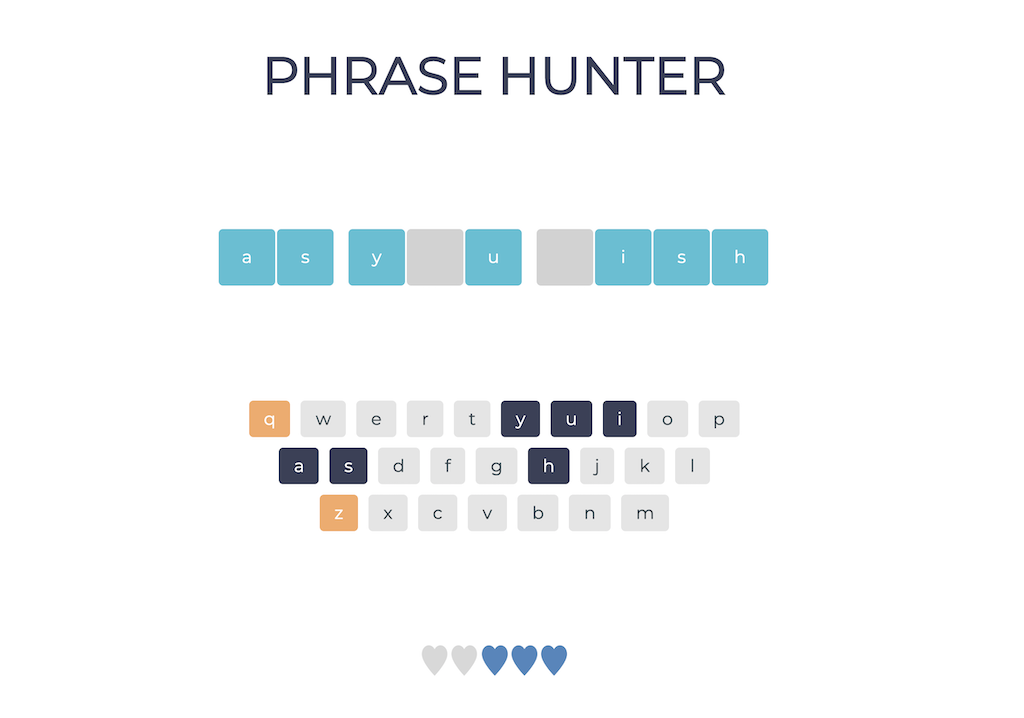 PHRASE HUNTER
a s y u i s h
q w e r t y u i o p
a s d f g h j k l
z x c v b n m